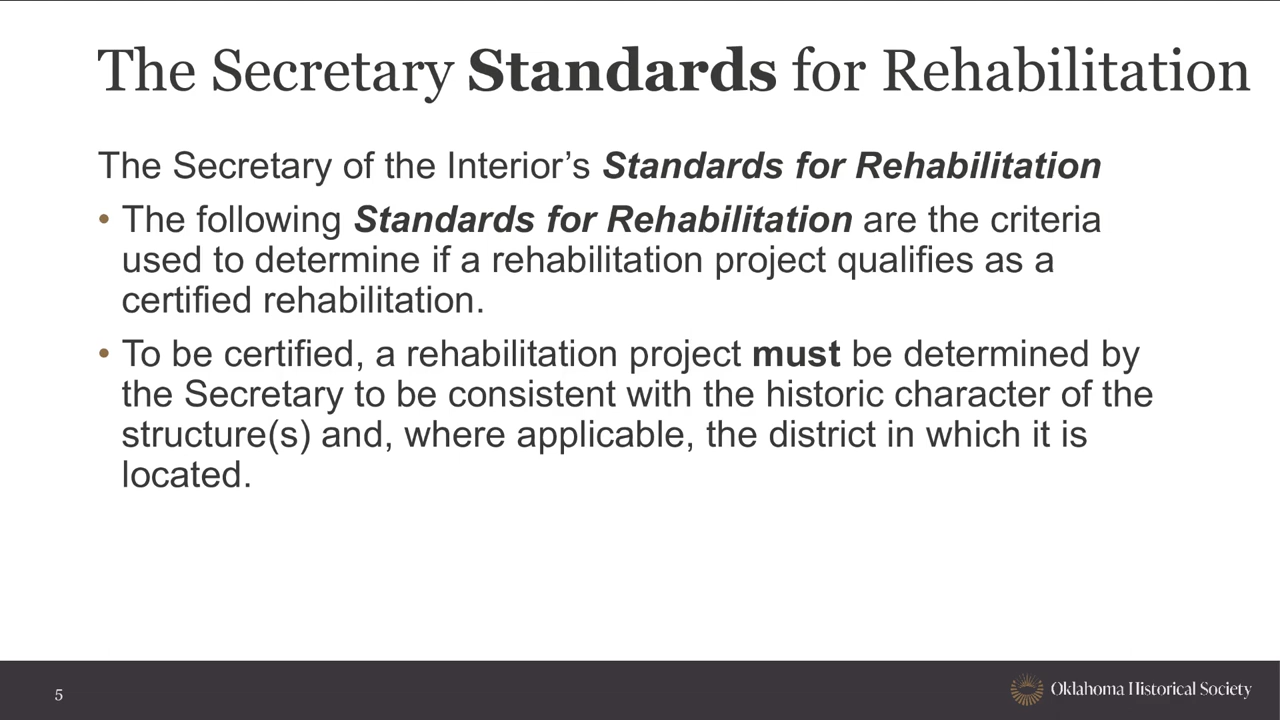 The Secretary Standards for Rehabilitation
The Secretary of the Interior’s Standards for Rehabilitation
• The following Standards for Rehabilitation are the criteria
used to determine if a rehabilitation project qualifies as a
certified rehabilitation.
• To be certified, a rehabilitation project must be determined by
the Secretary to be consistent with the historic character of the
structure(s) and, where applicable, the district in which it is
located.
5
Oklahoma Historical Society